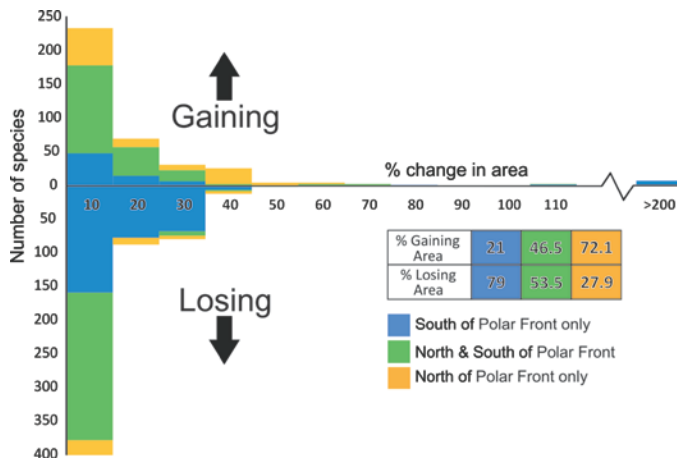 250
200
150
100
50
0
50
100
150
200
250
300
350
400
Number of species
Gaining
% change in area
10 20 30 40 50 60 70 80 90 100 110 >200
Losing
% Gaining Area 21 46.5 72.1
% Losing Area 79 53.5 27.9
South of Polar Front only
North & South of Polar Front
North of Polar Front only